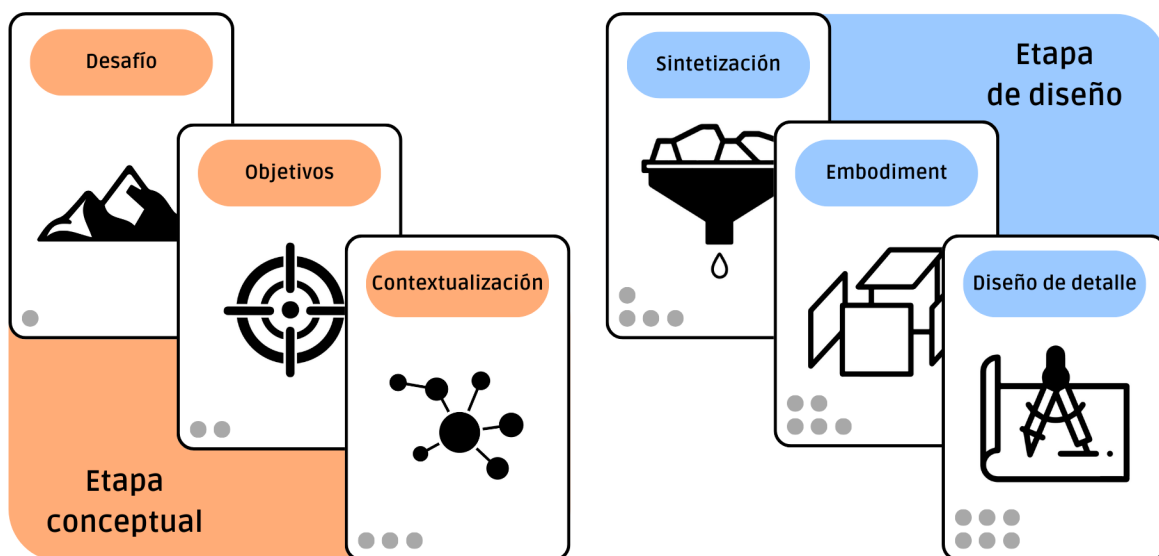 Desafío
Objetivos
Contextualización
Etapa
conceptual
Sintetización
Etapa
de diseño
Embodiment
Diseño de detalle